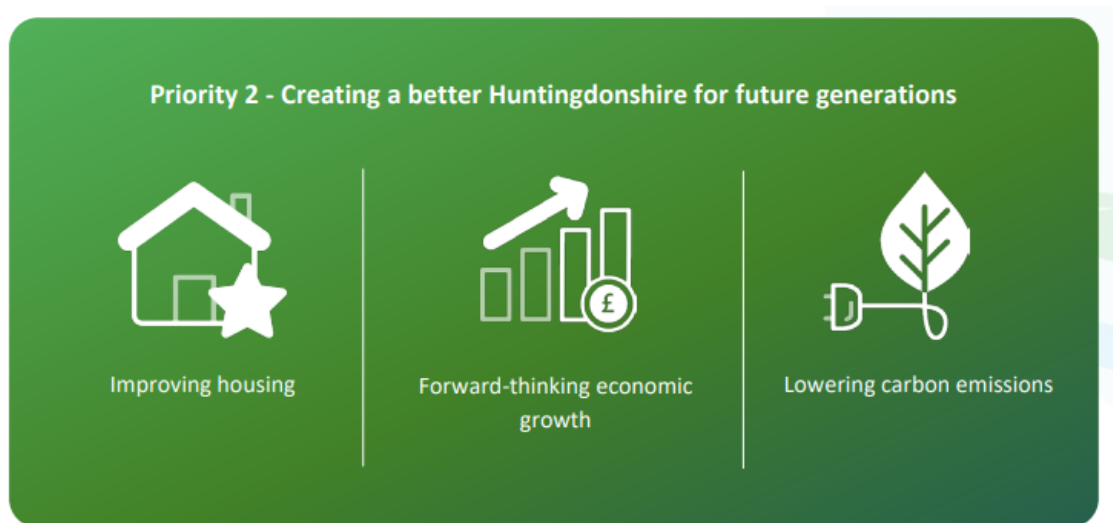 Priority 2 - Creating a better Huntingdonshire for future generations
£
Improving housing
Forward-thinking economic
growth
Lowering carbon emissions